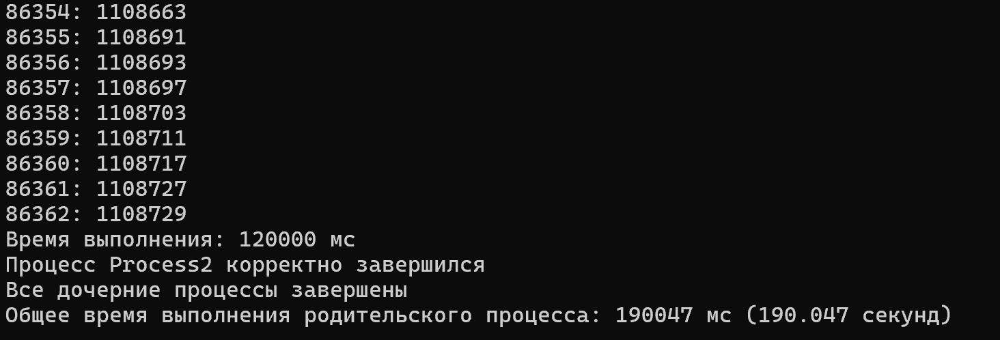 86354: 1108663
86355: 1108691
86356: 1108693
86357: 1108697
86358: 1108703
86359: 1108711
86360: 1108717
86361: 1108727
86362: 1108729
Время выполнения: 120000 мс
Процесс Process2 корректно завершился
Все дочерние процессы завершены
Общее время выполнения родительского процесса: 190047 мс (190.047 секунд)